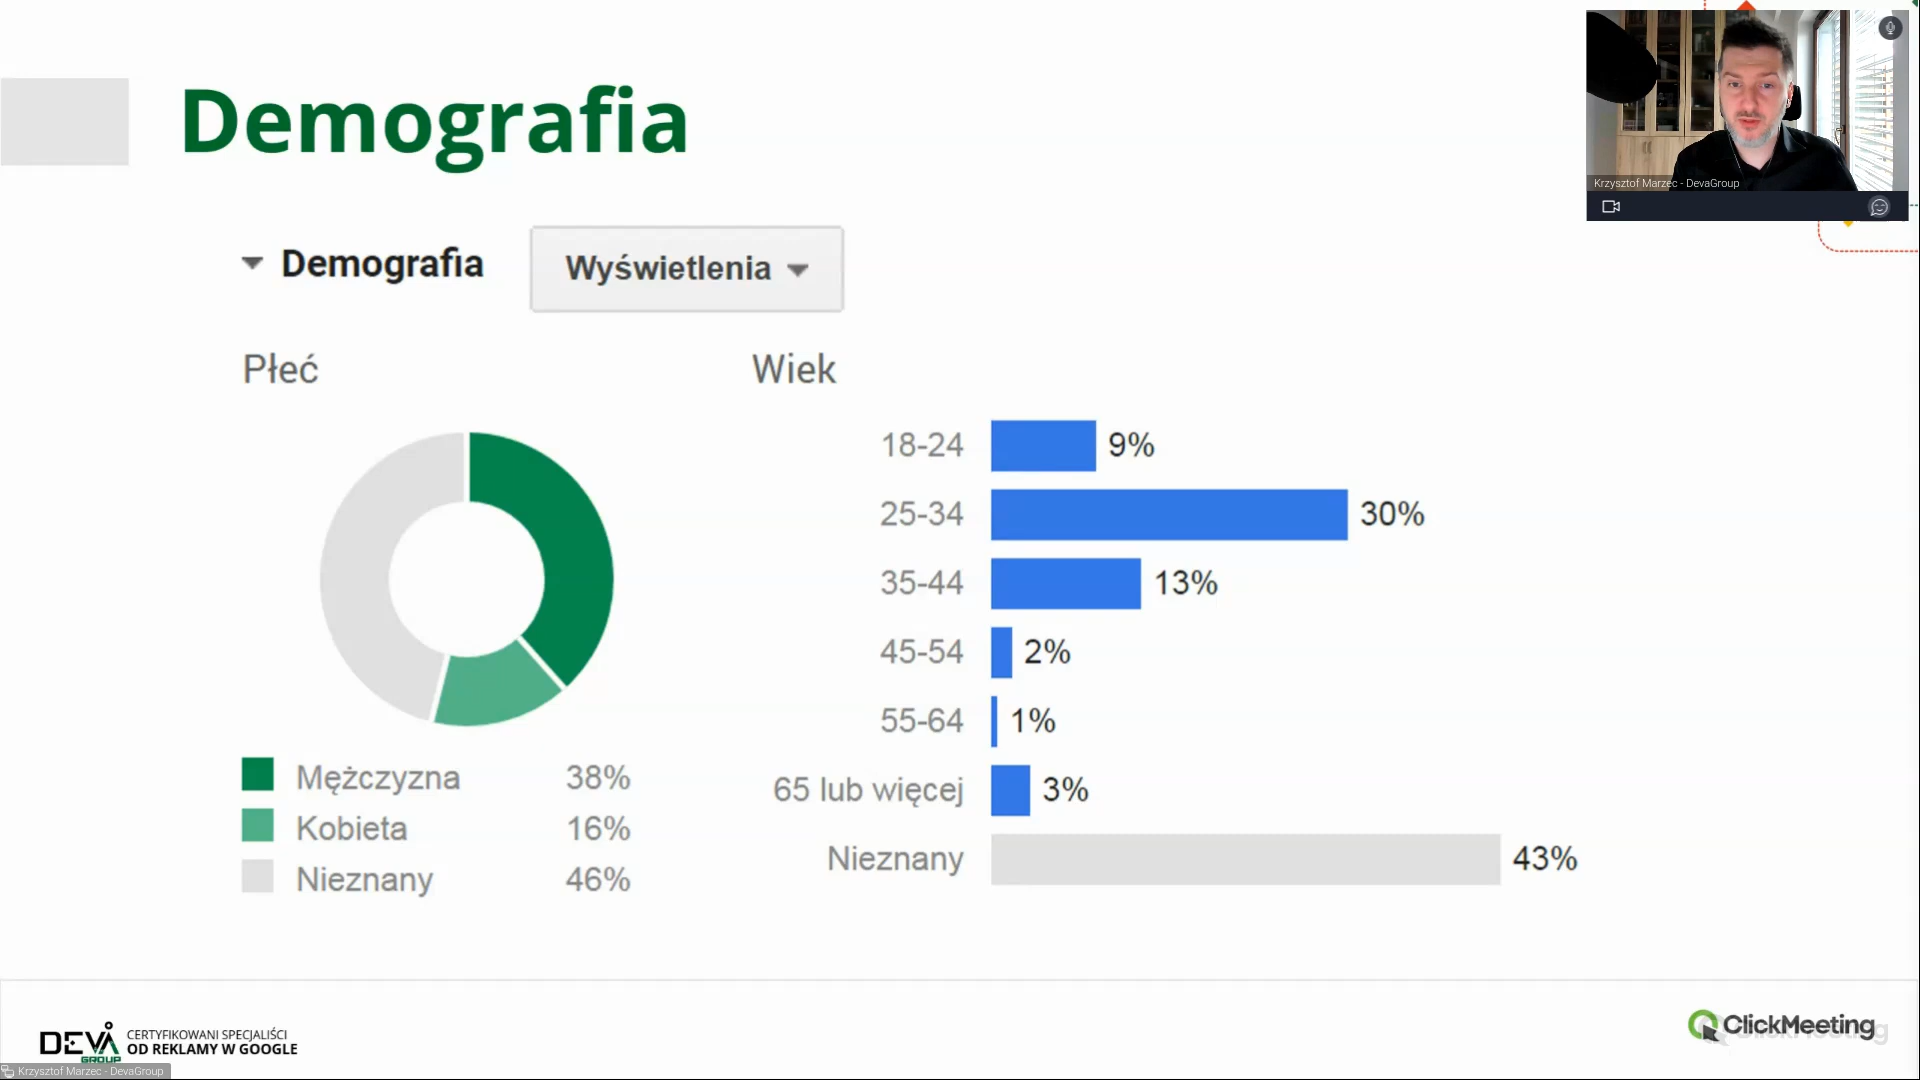 Demografia
Krzysztof Marzec - DevaGroup
Demografia
Wyświetlenia
Płeć
Wiek
18-24 9%
25-34 30%
35-44 13%
45-54 2%
55-64 1%
65 lub więcej 3%
Nieznany 43%
Mężczyzna 38%
Kobieta 16%
Nieznany 46%
DEVA GROUP
CERTYFIKOWANI SPECJALIŚCI
OD REKLAMY W GOOGLE
ClickMeeting
Krzysztof Marzec - DevaGroup